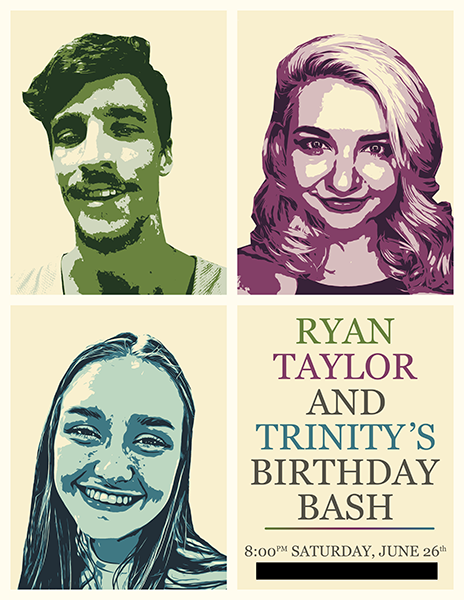 RYAN
TAYLOR
AND
TRINITY’S
BIRTHDAY
BASH
8:00PM SATURDAY, JUNE 26th